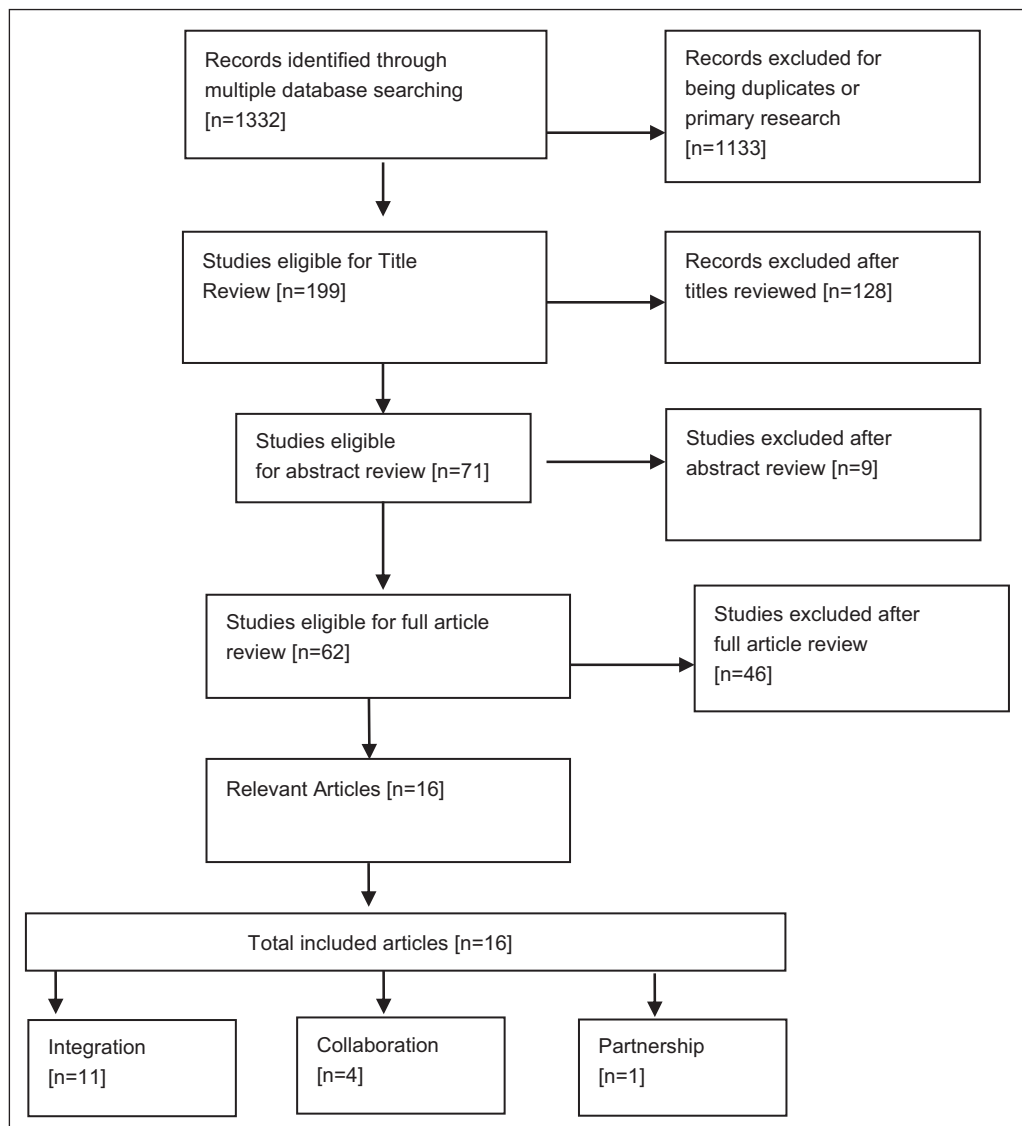 Records identified through
multiple database searching
[n=1332]
Records excluded for
being duplicates or
primary research
[n=1133]
Studies eligible for Title
Review [n=199]
Records excluded after
titles reviewed [n=128]
Studies eligible
for abstract review [n=71]
Studies excluded after
abstract review [n=9]
Studies eligible for full article
review [n=62]
Studies excluded after
full article review
[n=46]
Relevant Articles [n=16]
Total included articles [n=16]
Integration
[n=11]
Collaboration
[n=4]
Partnership
[n=1]